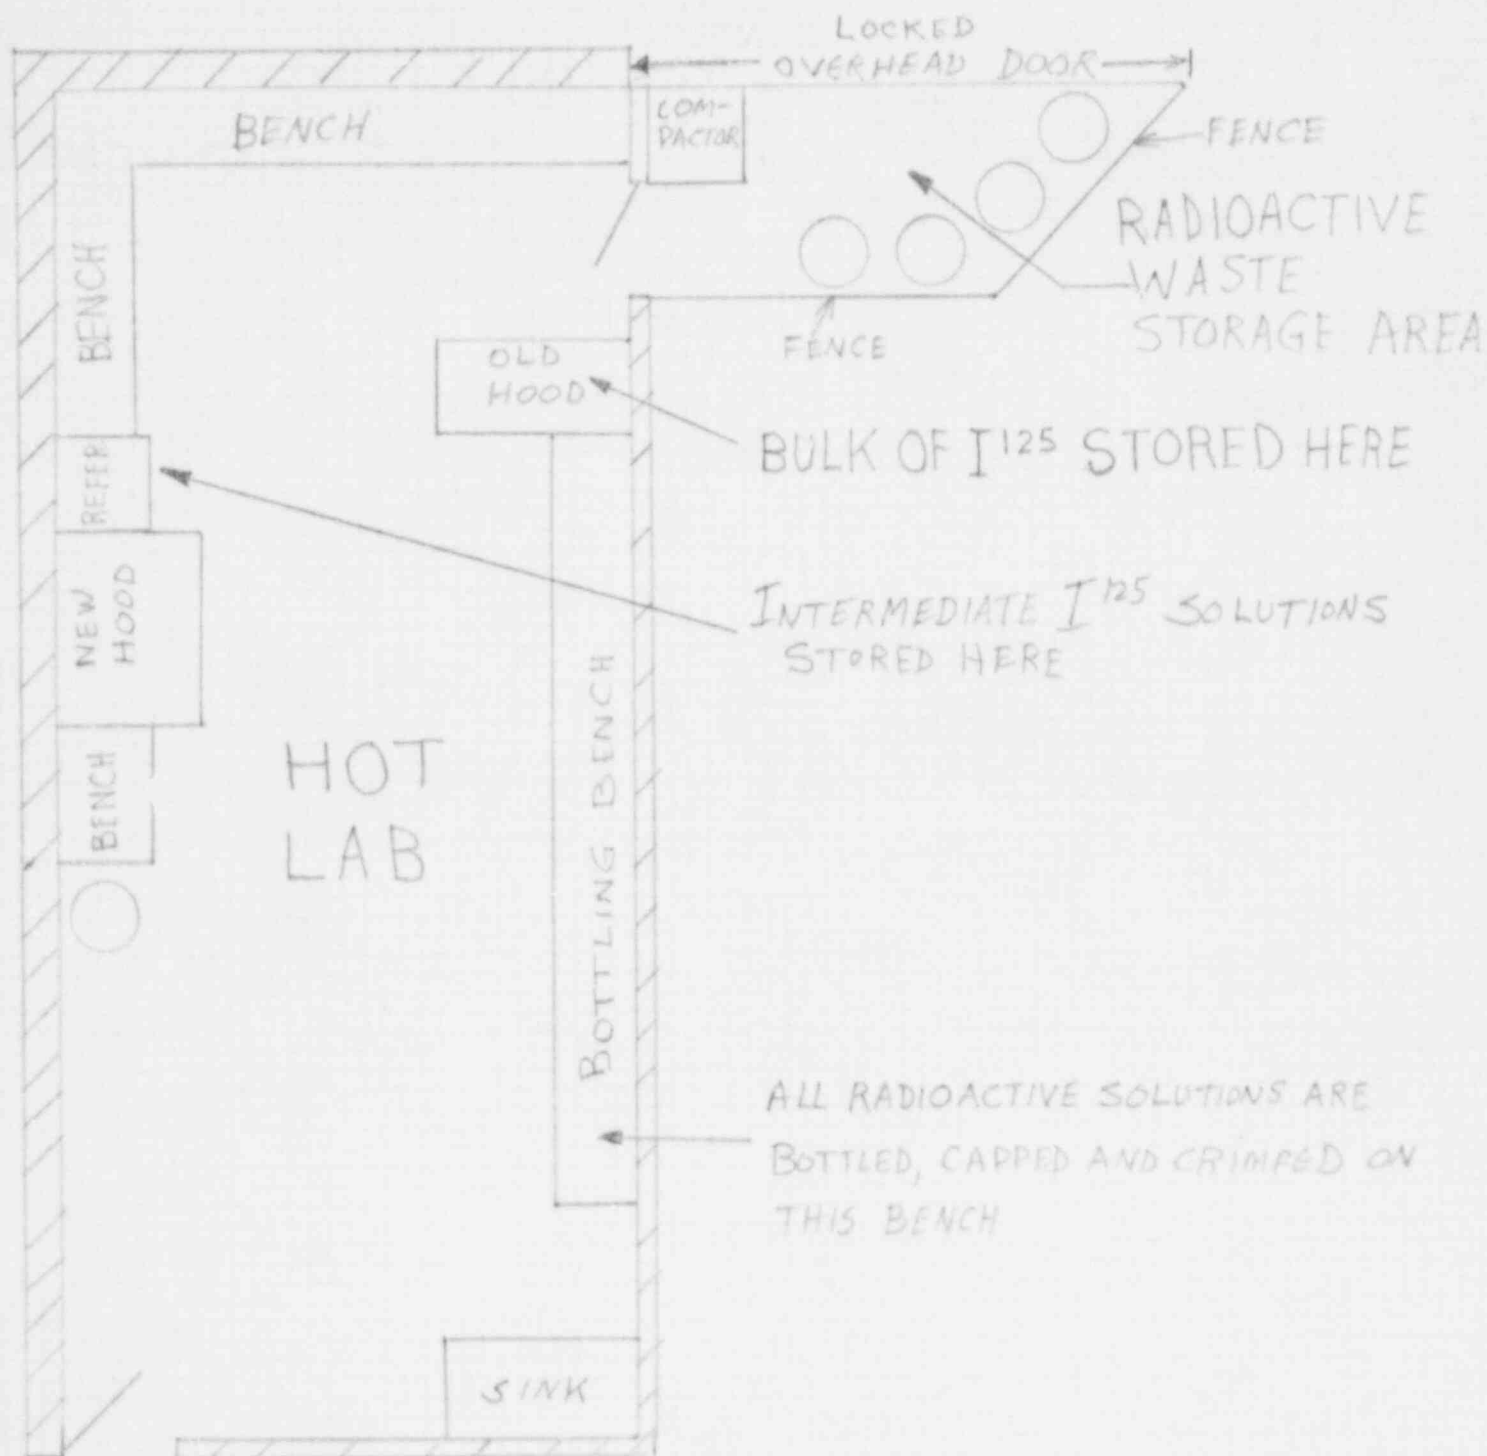 LOCKED
OVERHEAD DOOR
BENCH
COM-
PACTOR
FENCE
RADIOACTIVE
WASTE
STORAGE AREA
BENCH
FENCE
OLD
HOOD
BULK OF I¹²⁵ STORED HERE
REFER
INTERMEDIATE I¹²⁵ SOLUTIONS
STORED HERE
NEW
HOOD
BENCH
HOT
LAB
BOTTLING BENCH
ALL RADIOACTIVE SOLUTIONS ARE
BOTTLED, CAPPED AND CRIMPED ON
THIS BENCH
SINK